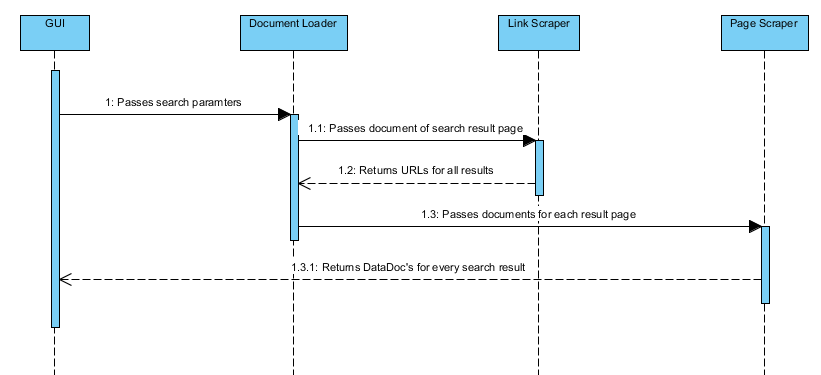 GUI
Document Loader
Link Scraper
Page Scraper
1: Passes search paramters
1.1: Passes document of search result page
1.2: Returns URLs for all results
1.3: Passes documents for each result page
1.3.1: Returns DataDoc's for every search result